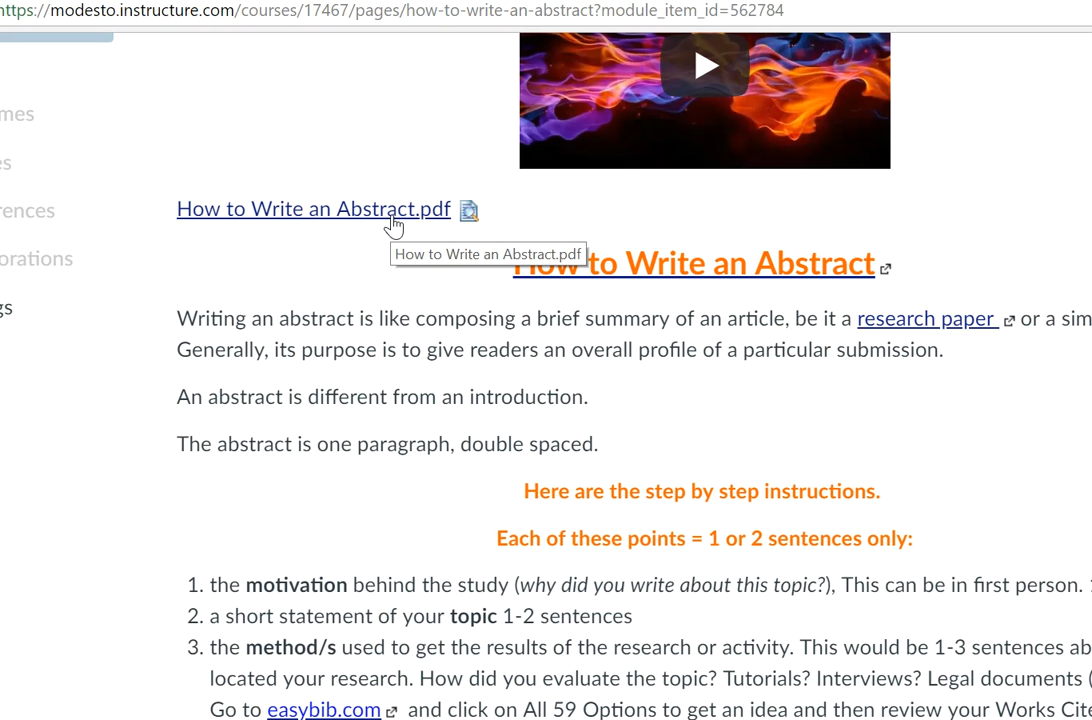 https://modesto.instructure.com/courses/17467/pages/how-to-write-an-abstract?module_item_id=562784
mes
es
rences
orations
gs
How to Write an Abstract.pdf
How to Write an Abstract.pdf
How to Write an Abstract
Writing an abstract is like composing a brief summary of an article, be it a research paper or a sim
Generally, its purpose is to give readers an overall profile of a particular submission.
An abstract is different from an introduction.
The abstract is one paragraph, double spaced.
Here are the step by step instructions.
Each of these points = 1 or 2 sentences only:
1. the motivation behind the study (why did you write about this topic?), This can be in first person.
2. a short statement of your topic 1-2 sentences
3. the method/s used to get the results of the research or activity. This would be 1-3 sentences ab
located your research. How did you evaluate the topic? Tutorials? Interviews? Legal documents (
Go to easybib.com and click on All 59 Options to get an idea and then review your Works Cit